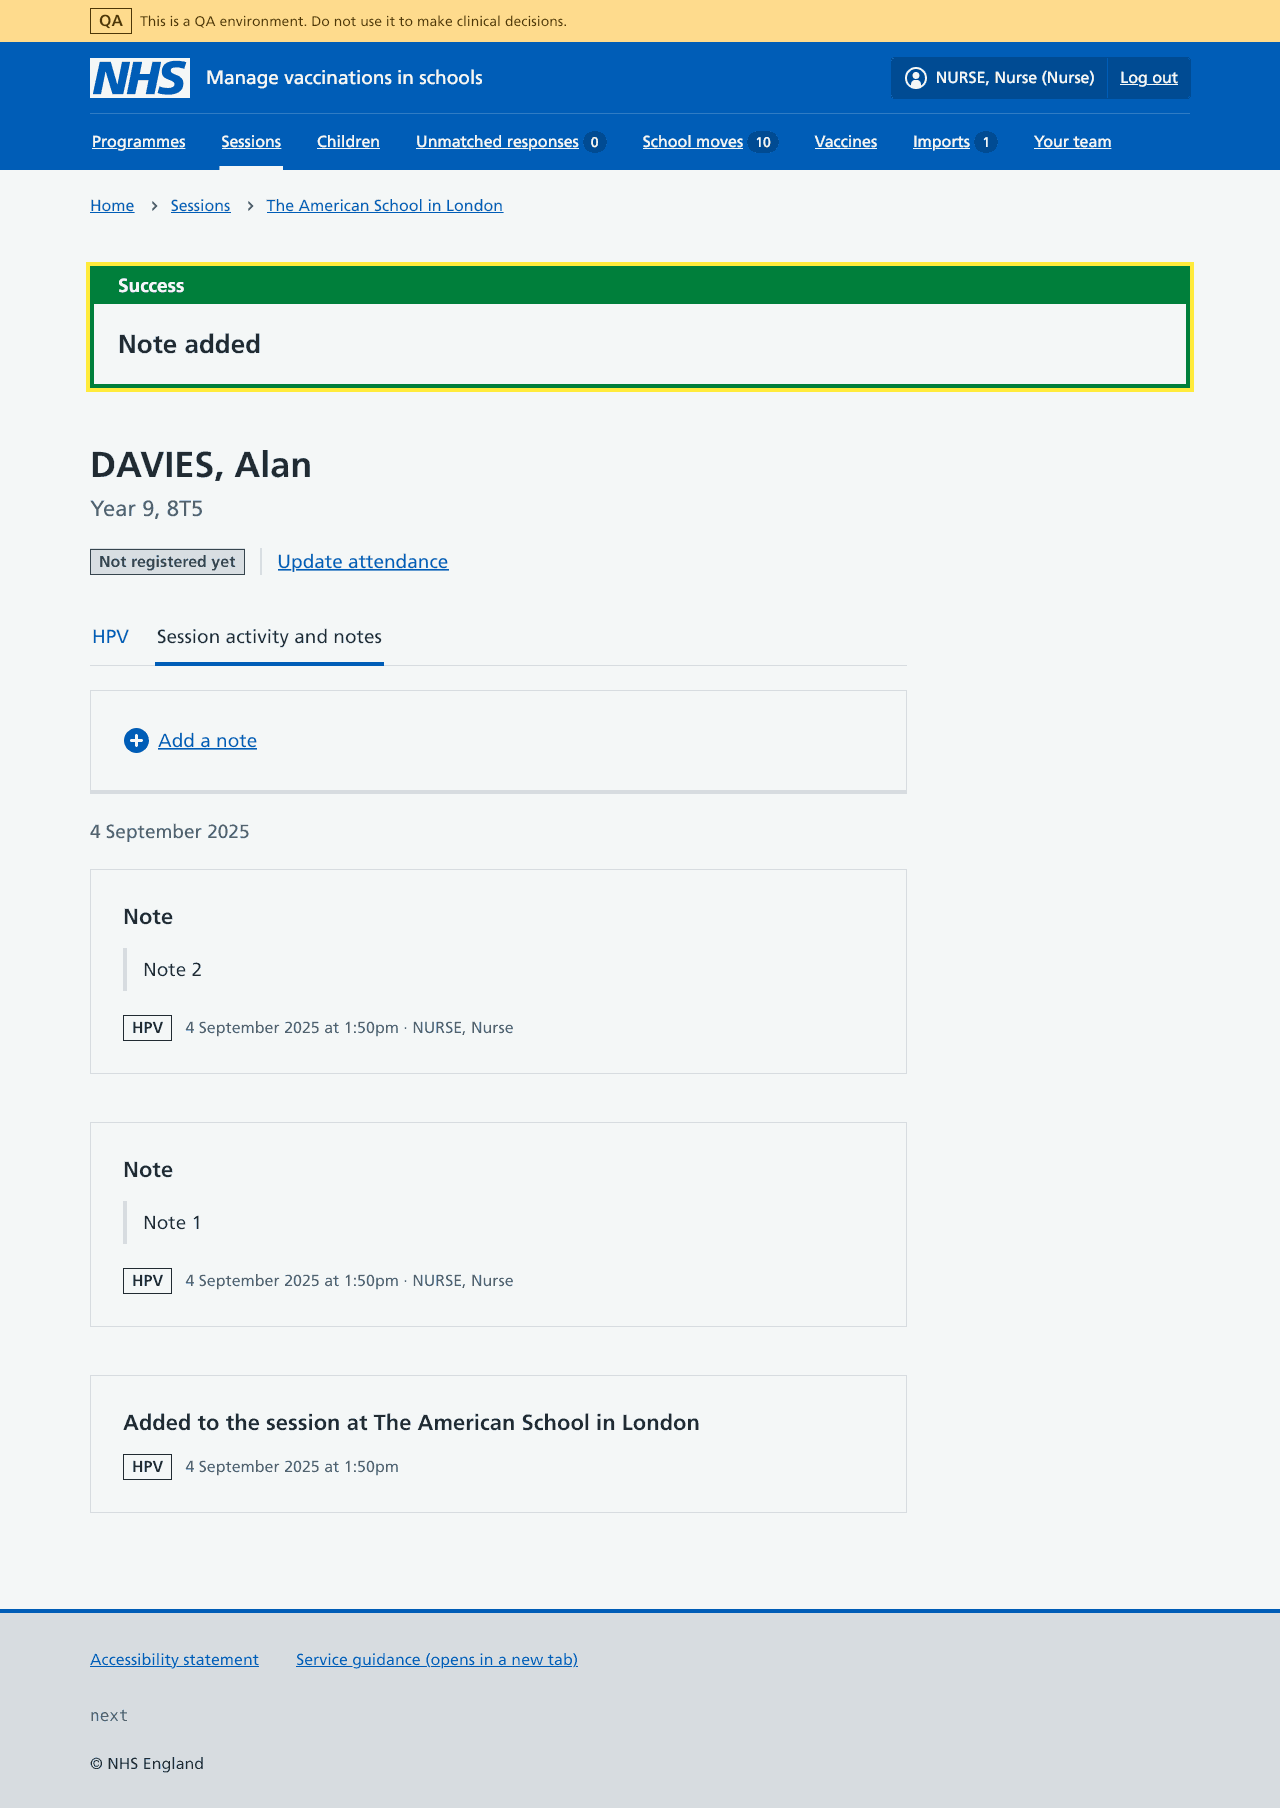 QA This is a QA environment. Do not use it to make clinical decisions.
NHS Manage vaccinations in schools NURSE, Nurse (Nurse) Log out
Programmes Sessions Children Unmatched responses 0 School moves 10 Vaccines Imports 1 Your team
Home Sessions The American School in London
Success
Note added
DAVIES, Alan
Year 9, 8T5
Not registered yet Update attendance
HPV Session activity and notes
Add a note
4 September 2025
Note
Note 2
HPV 4 September 2025 at 1:50pm · NURSE, Nurse
Note
Note 1
HPV 4 September 2025 at 1:50pm · NURSE, Nurse
Added to the session at The American School in London
HPV 4 September 2025 at 1:50pm
Accessibility statement Service guidance (opens in a new tab)
next
© NHS England